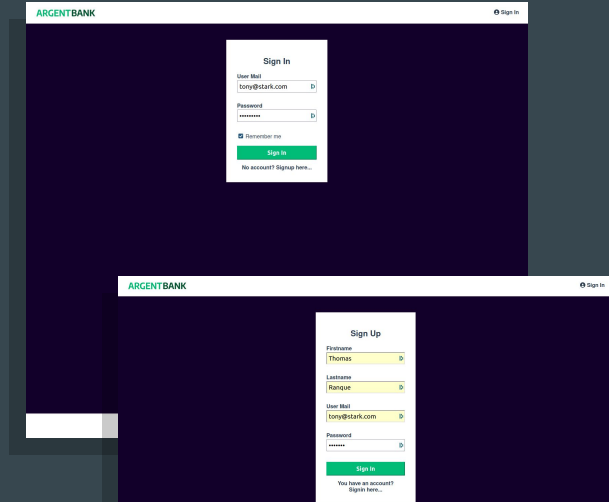 ARGENTBANK
Sign In
Sign In
User Mail
tony@stark.com
Password
•••••••••
Remember me
Sign In
No account? Signup here...
ARGENTBANK
Sign In
Sign Up
Firstname
Thomas
Lastname
Ranque
User Mail
tony@stark.com
Password
•••••••
Sign In
You have an account?
Signin here...